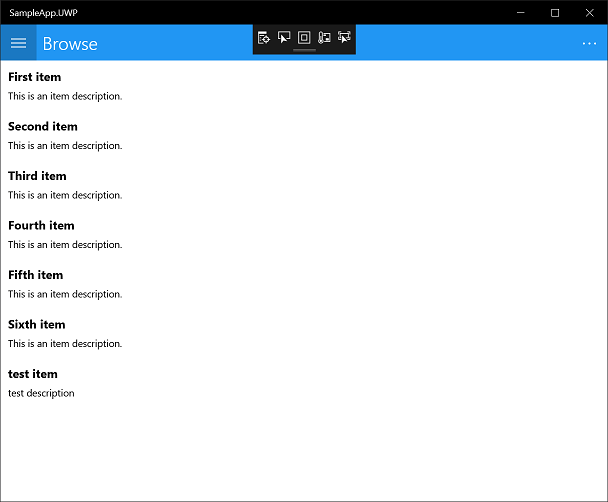 SampleApp.UWP
Browse
First item
This is an item description.
Second item
This is an item description.
Third item
This is an item description.
Fourth item
This is an item description.
Fifth item
This is an item description.
Sixth item
This is an item description.
test item
test description